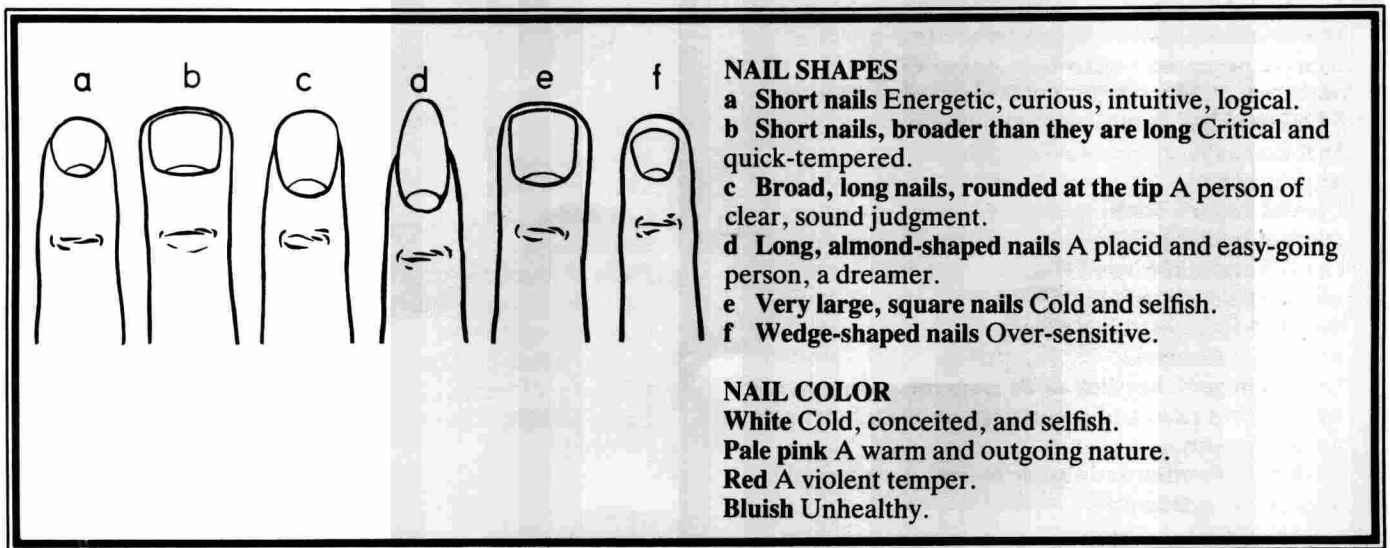 a b c d e f
NAIL SHAPES
a Short nails Energetic, curious, intuitive, logical.
b Short nails, broader than they are long Critical and
quick-tempered.
c Broad, long nails, rounded at the tip A person of
clear, sound judgment.
d Long, almond-shaped nails A placid and easy-going
person, a dreamer.
e Very large, square nails Cold and selfish.
f Wedge-shaped nails Over-sensitive.
NAIL COLOR
White Cold, conceited, and selfish.
Pale pink A warm and outgoing nature.
Red A violent temper.
Bluish Unhealthy.